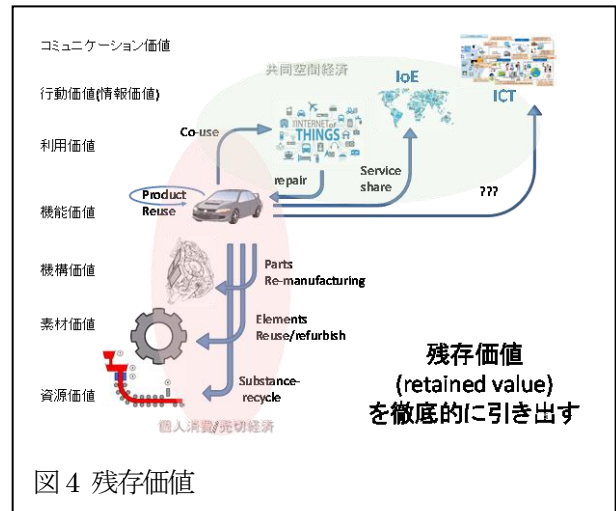 コミュニケーション価値
共同空間経済
IoE
行動価値(情報価値)
ICT
INTERNET of
THINGS
Co-use
利用価値
repair
Service
share
???
Product
Reuse
機能価値
Parts
Re-manufacturing
機構価値
素材価値
Elements
Reuse/refurbish
残存価値
(retained value)
を徹底的に引き出す
Substance-
recycle
資源価値
個人消費/売切経済
図4 残存価値